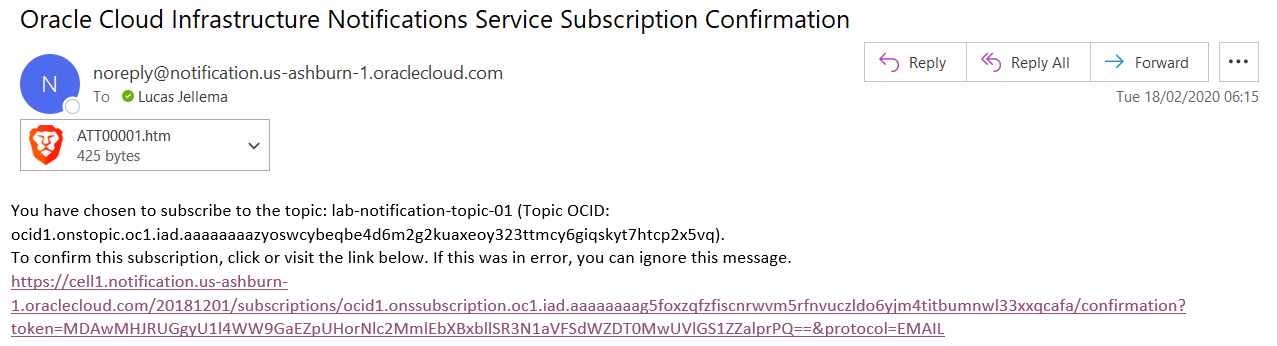 Oracle Cloud Infrastructure Notifications Service Subscription Confirmation
N
noreply@notification.us-ashburn-1.oraclecloud.com
To Lucas Jellema
Reply
Reply All
Forward
Tue 18/02/2020 06:15
ATT00001.htm
425 bytes
You have chosen to subscribe to the topic: lab-notification-topic-01 (Topic OCID:
ocid1.onstopic.oc1.iad.aaaaaaaazyoswcybeqbe4d6m2g2kuaxeoy323ttmcy6giqskyt7htcp2x5vq).
To confirm this subscription, click or visit the link below. If this was in error, you can ignore this message.
https://cell1.notification.us-ashburn-
1.oraclecloud.com/20181201/subscriptions/ocid1.onssubscription.oc1.iad.aaaaaaaag5foxzqfzfiscnrwvm5rfnvuczldo6yjm4titbumnwl33xxqcafa/confirmation?
token=MDAwMHJRUGgyU1l4WW9GaEZpUHorNlc2MmlEbXBxbllSR3N1aVFSdWZDT0MwUVlGS1ZZalprPQ==&protocol=EMAIL